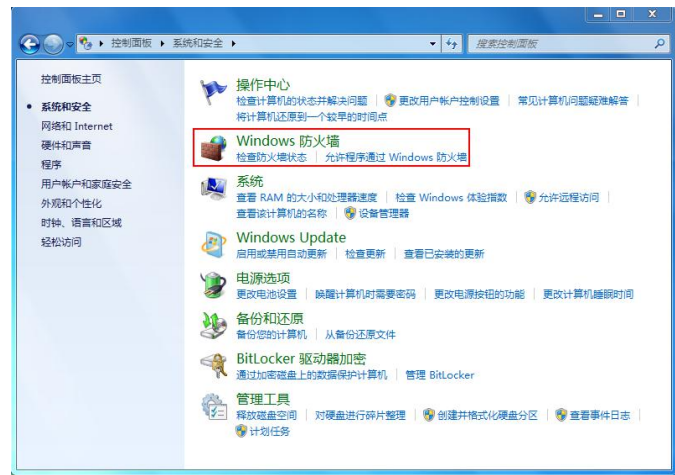 控制面板 ▸ 系统和安全 ▸
搜索控制面板
控制面板主页
系统和安全
网络和 Internet
硬件和声音
程序
用户帐户和家庭安全
外观和个性化
时钟、语言和区域
轻松访问
操作中心
检查计算机的状态并解决问题 更改用户帐户控制设置 常见计算机问题疑难解答
将计算机还原到一个较早的时间点
Windows 防火墙
检查防火墙状态 允许程序通过 Windows 防火墙
系统
查看 RAM 的大小和处理器速度 检查 Windows 体验指数 允许远程访问
查看该计算机的名称 设备管理器
Windows Update
启用或禁用自动更新 检查更新 查看已安装的更新
电源选项
更改电池设置 唤醒计算机时需要密码 更改电源按钮的功能 更改计算机睡眠时间
备份和还原
备份您的计算机 从备份还原文件
BitLocker 驱动器加密
通过加密磁盘上的数据保护计算机 管理 BitLocker
管理工具
释放磁盘空间 对硬盘进行碎片整理 创建并格式化硬盘分区 查看事件日志
计划任务